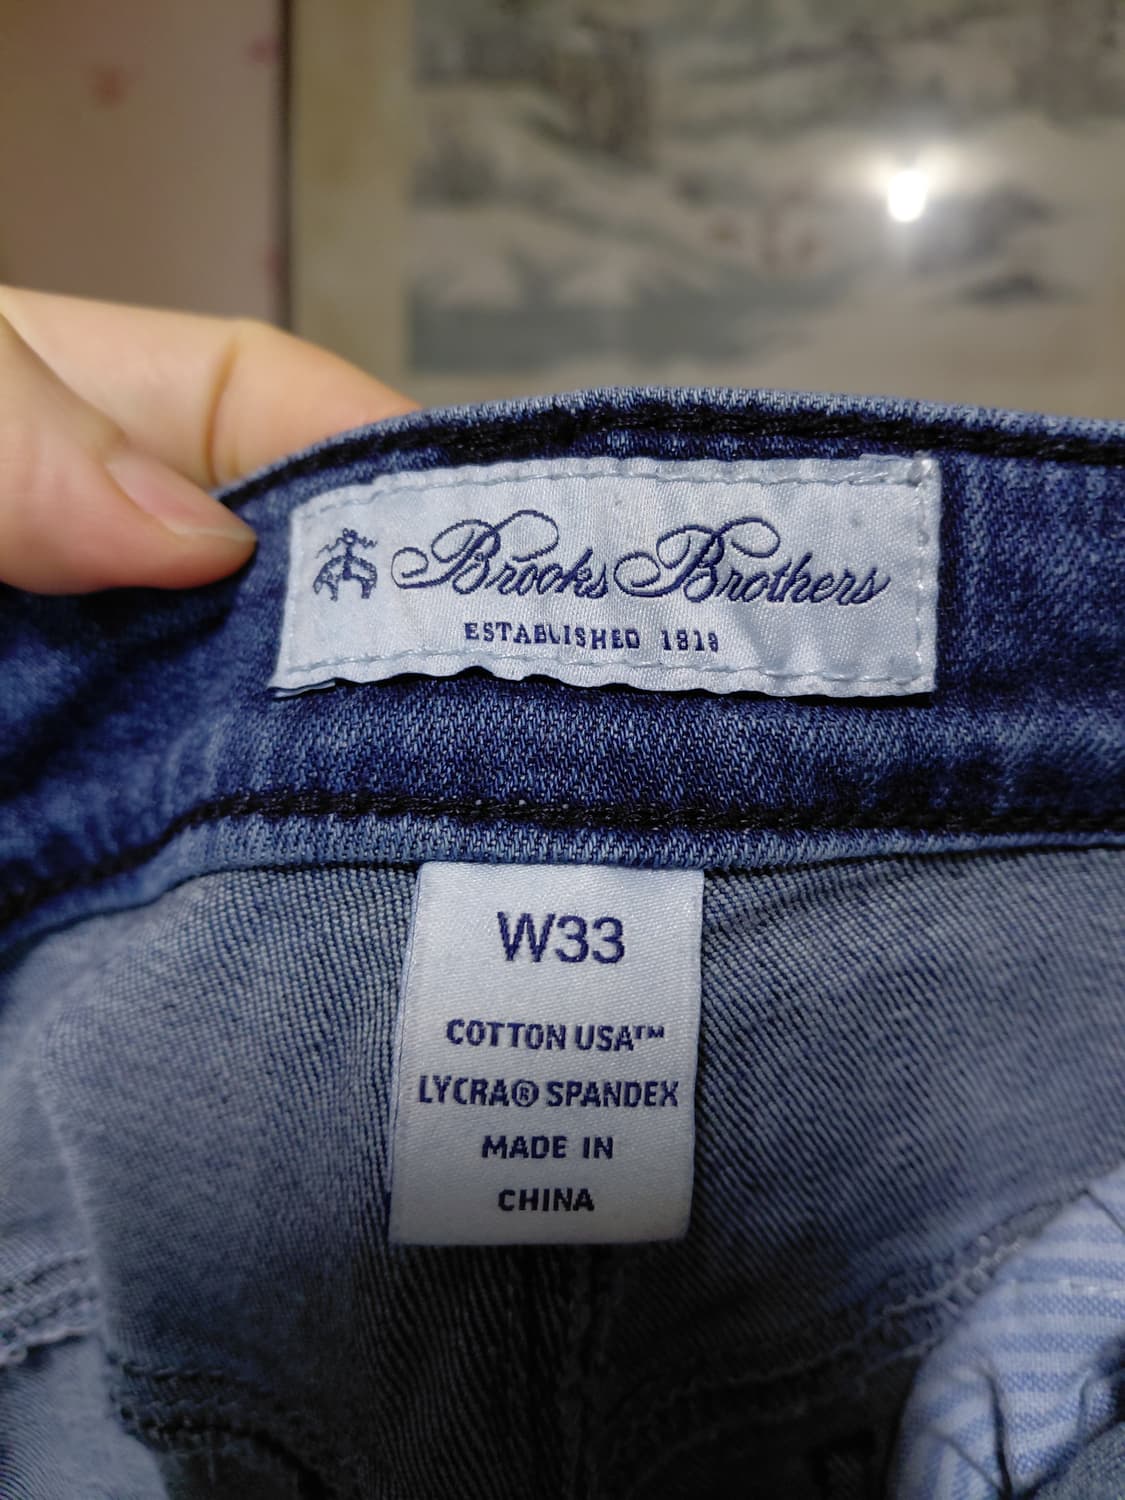 Brooks Brothers
ESTABLISHED 1818
W33
COTTON USA™
LYCRA® SPANDEX
MADE IN
CHINA